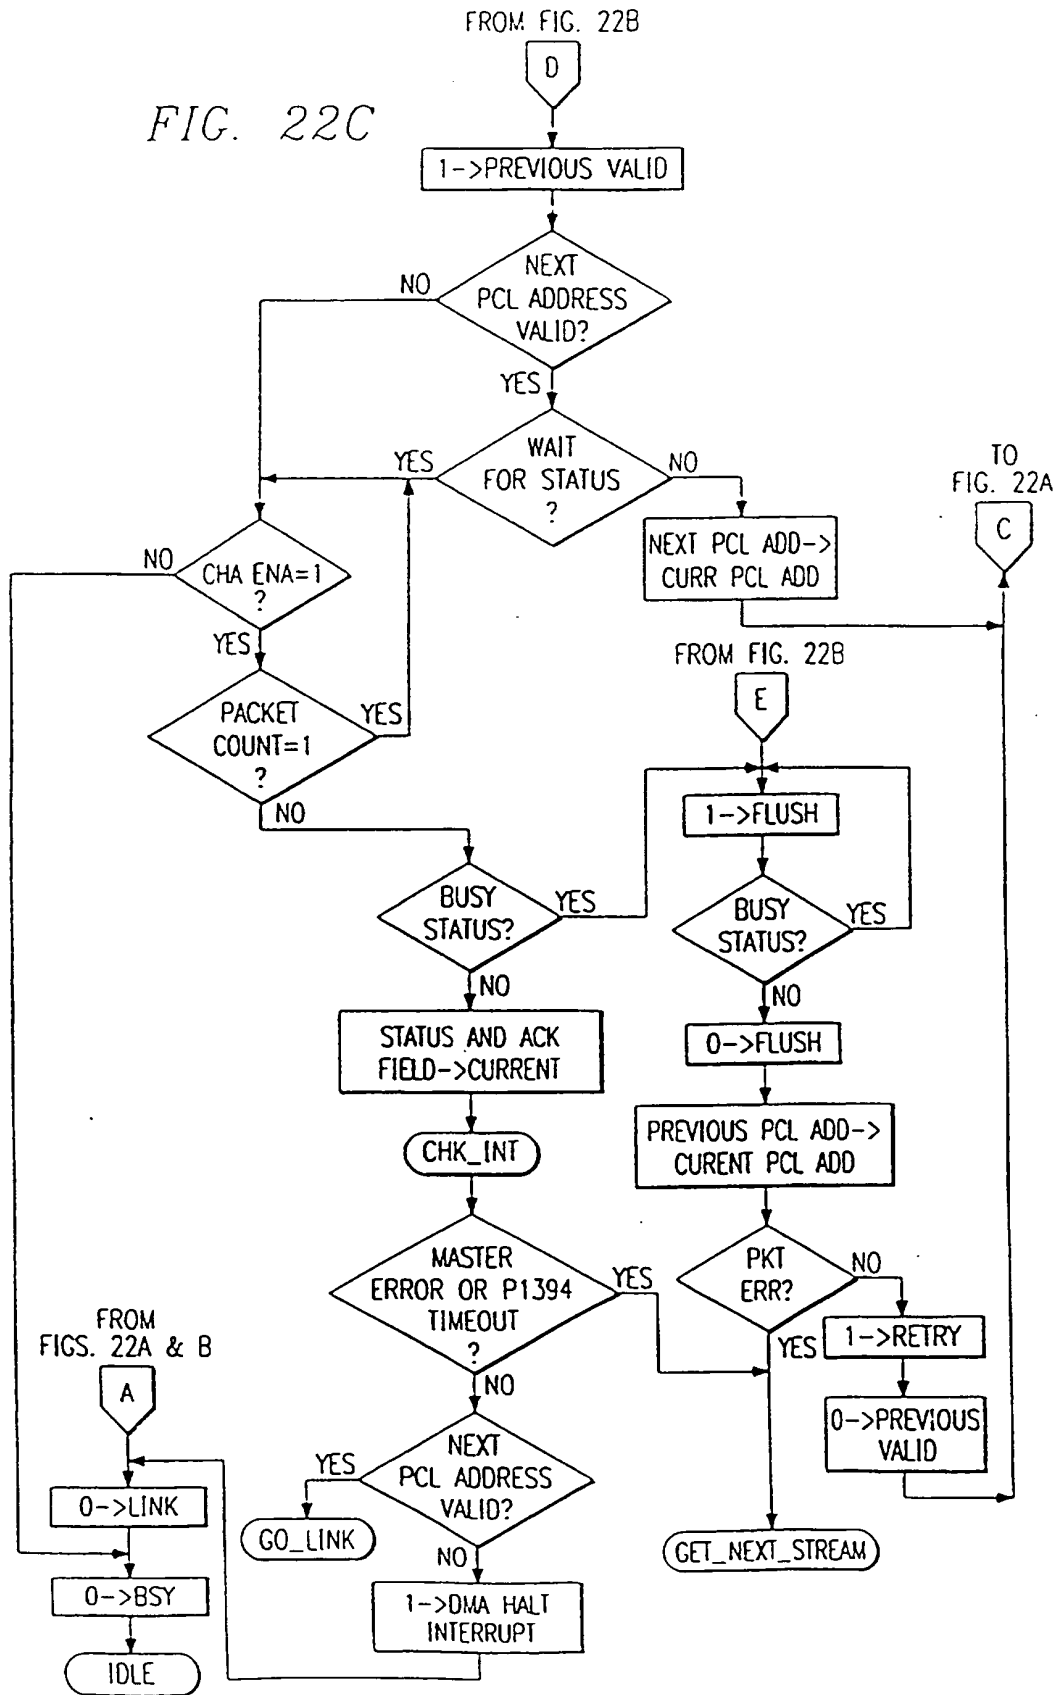 FROM FIG. 22B
D
FIG. 22C
1->PREVIOUS VALID
NEXT
PCL ADDRESS
VALID?
NO
YES
WAIT
FOR STATUS
?
YES
NO
NEXT PCL ADD->
CURR PCL ADD
TO
FIG. 22A
C
CHA ENA=1
?
NO
YES
PACKET
COUNT=1
?
YES
NO
FROM FIG. 22B
E
1->FLUSH
BUSY
STATUS?
YES
NO
BUSY
STATUS?
YES
NO
STATUS AND ACK
FIELD->CURRENT
0->FLUSH
CHK_INT
PREVIOUS PCL ADD->
CURENT PCL ADD
MASTER
ERROR OR P1394
TIMEOUT
?
YES
NO
PKT
ERR?
NO
YES
1->RETRY
0->PREVIOUS
VALID
FROM
FIGS. 22A & B
A
NEXT
PCL ADDRESS
VALID?
YES
NO
GO_LINK
GET_NEXT_STREAM
0->LINK
0->BSY
IDLE
1->DMA HALT
INTERRUPT